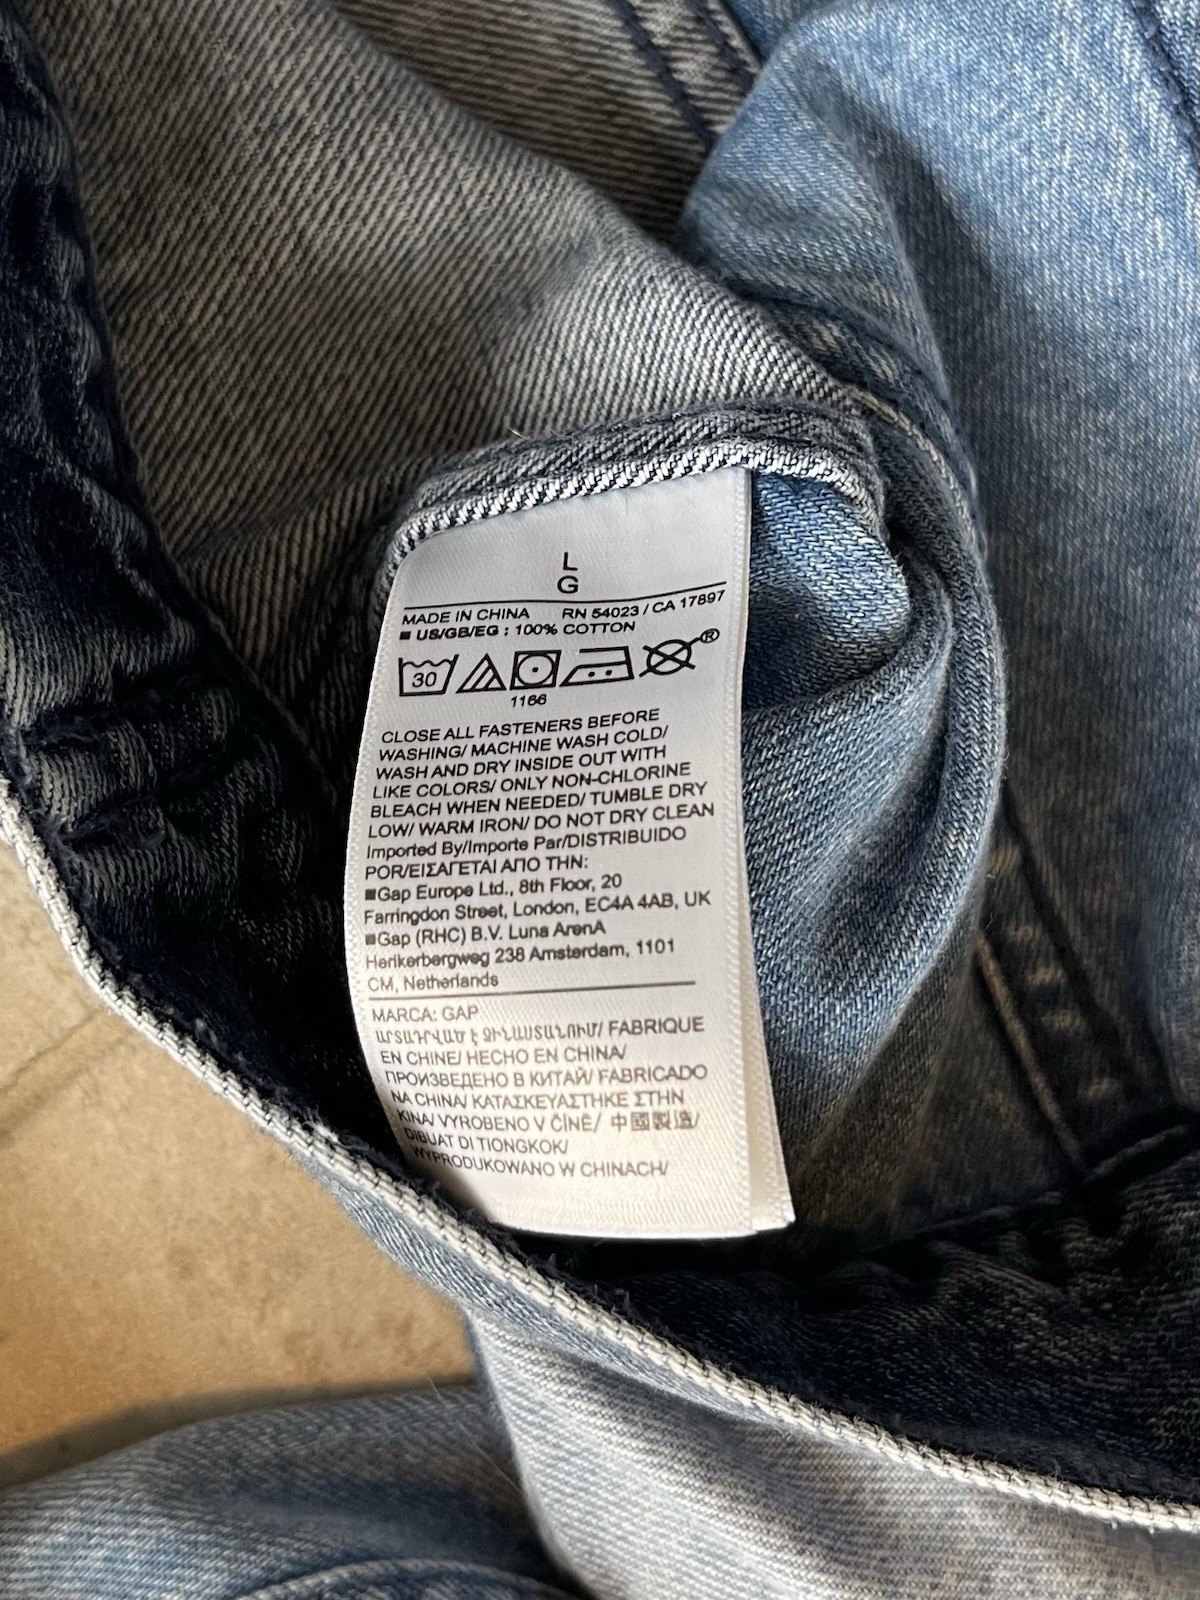 L
G
MADE IN CHINA RN 54023 / CA 17897
■ US/GB/EG : 100% COTTON
30
®
1166
CLOSE ALL FASTENERS BEFORE
WASHING/ MACHINE WASH COLD/
WASH AND DRY INSIDE OUT WITH
LIKE COLORS/ ONLY NON-CHLORINE
BLEACH WHEN NEEDED/ TUMBLE DRY
LOW/ WARM IRON/ DO NOT DRY CLEAN
Imported By/Importe Par/DISTRIBUIDO
POR/ΕΙΣΑΓΕΤΑΙ ΑΠΟ ΤΗΝ:
■Gap Europe Ltd., 8th Floor, 20
Farringdon Street, London, EC4A 4AB, UK
■Gap (RHC) B.V. Luna ArenA
Herikerbergweg 238 Amsterdam, 1101
CM, Netherlands
MARCA: GAP
ԱՐՏԱԴՐՎԱԾ Է ՉԻՆԱՍՏԱՆՈՒՄ/ FABRIQUE
EN CHINE/ HECHO EN CHINA/
ПРОИЗВЕДЕНО В КИТАЙ/ FABRICADO
NA CHINA/ ΚΑΤΑΣΚΕΥΑΣΤΗΚΕ ΣΤΗΝ
ΚΙΝΑ/ VYROBENO V ČÍNĚ/ 中國製造/
DIBUAT DI TIONGKOK/
WYPRODUKOWANO W CHINACH/